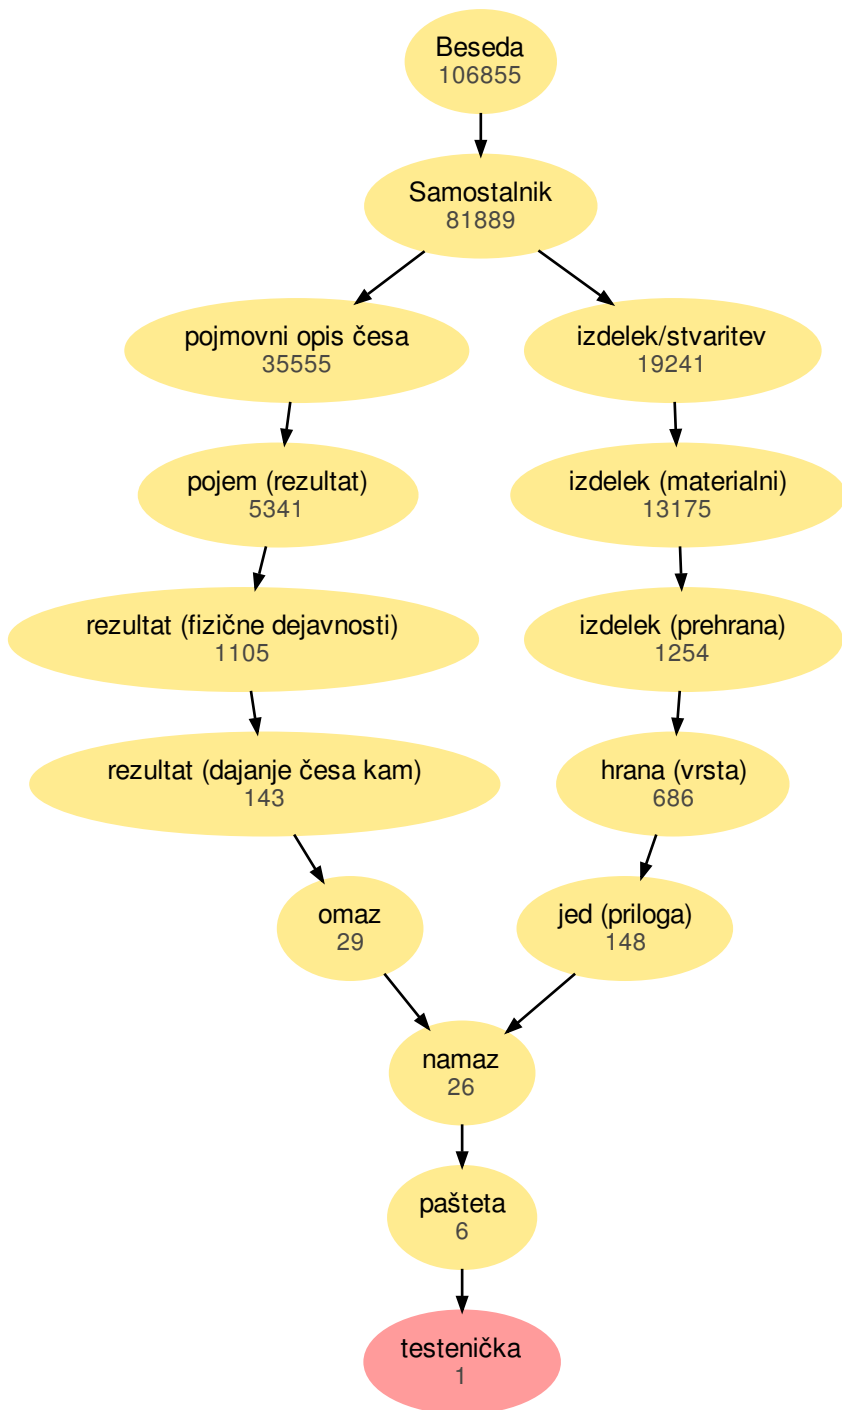 Beseda
106855
Samostalnik
81889
pojmovni opis česa
35555
izdelek/stvaritev
19241
pojem (rezultat)
5341
izdelek (materialni)
13175
rezultat (fizične dejavnosti)
1105
izdelek (prehrana)
1254
rezultat (dajanje česa kam)
143
hrana (vrsta)
686
omaz
29
jed (priloga)
148
namaz
26
pašteta
6
testenička
1